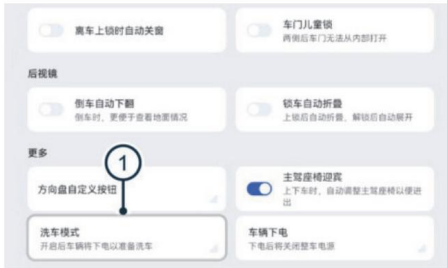 离车上锁时自动关窗
车门儿童锁
两侧后车门无法从内部打开
后视镜
倒车自动下翻
倒车时，更便于查看地面情况
锁车自动折叠
上锁后自动折叠，解锁后自动展开
更多
1
方向盘自定义按钮
主驾座椅迎宾
上下车时，自动调整主驾座椅以便进
出
洗车模式
开启后车辆将下电以准备洗车
车辆下电
下电后将关闭整车电源